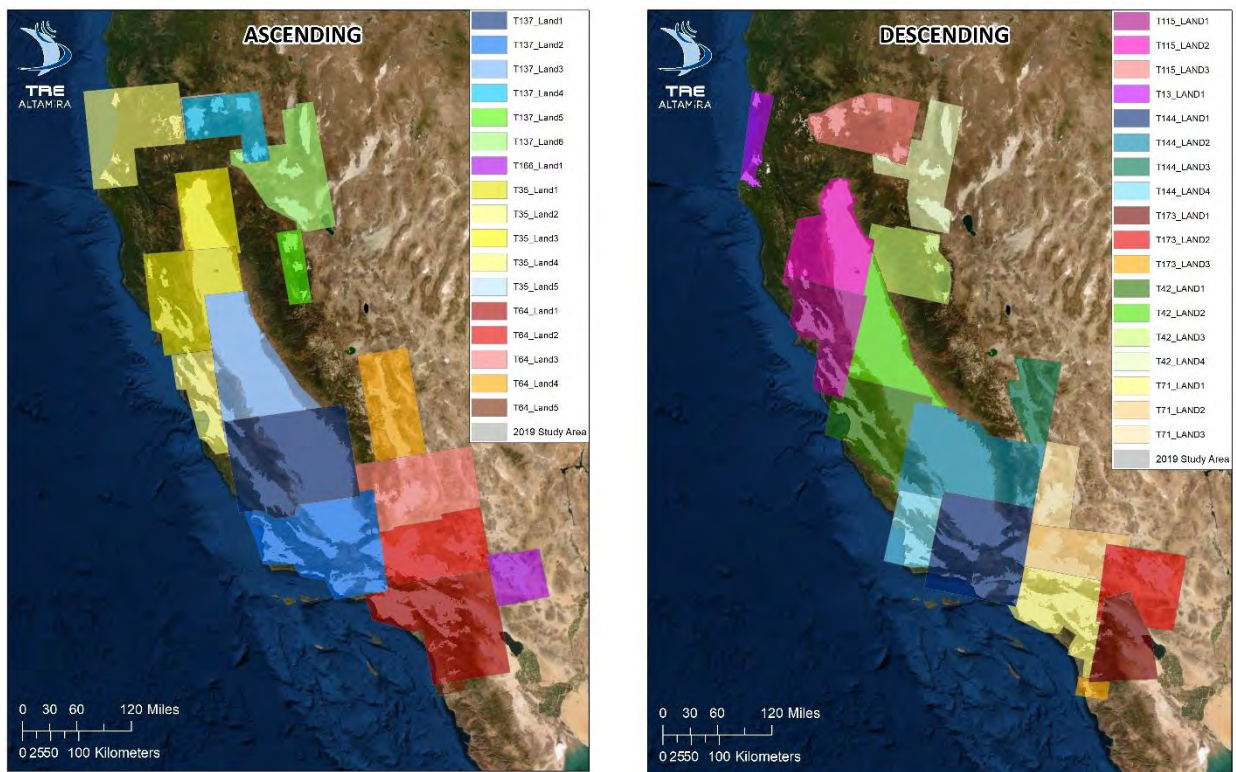 ASCENDING
TRE
ALTAMIRA
T137_Land1
T137_Land2
T137_Land3
T137_Land4
T137_Land5
T137_Land6
T166_Land1
T35_Land1
T35_Land2
T35_Land3
T35_Land4
T35_Land5
T64_Land1
T64_Land2
T64_Land3
T64_Land4
T64_Land5
2019 Study Area
0 30 60 120 Miles
0 25 50 100 Kilometers
DESCENDING
TRE
ALTAMIRA
T115_LAND1
T115_LAND2
T115_LAND3
T13_LAND1
T144_LAND1
T144_LAND2
T144_LAND3
T144_LAND4
T173_LAND1
T173_LAND2
T173_LAND3
T42_LAND1
T42_LAND2
T42_LAND3
T42_LAND4
T71_LAND1
T71_LAND2
T71_LAND3
2019 Study Area
0 30 60 120 Miles
0 25 50 100 Kilometers